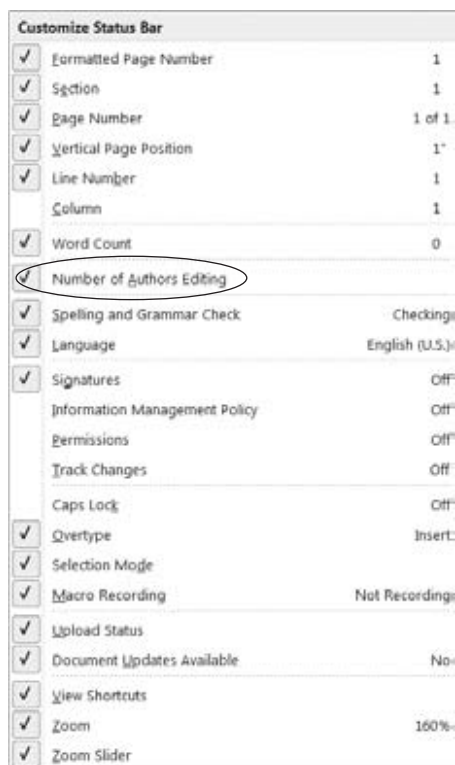 Customize Status Bar
Formatted Page Number 1
Section 1
Page Number 1 of 1
Vertical Page Position 1"
Line Number 1
Column 1
Word Count 0
Number of Authors Editing
Spelling and Grammar Check Checking
Language English (U.S.)
Signatures Off
Information Management Policy Off
Permissions Off
Track Changes Off
Caps Lock Off
Overtype Insert
Selection Mode
Macro Recording Not Recording
Upload Status
Document Updates Available No
View Shortcuts
Zoom 160%
Zoom Slider